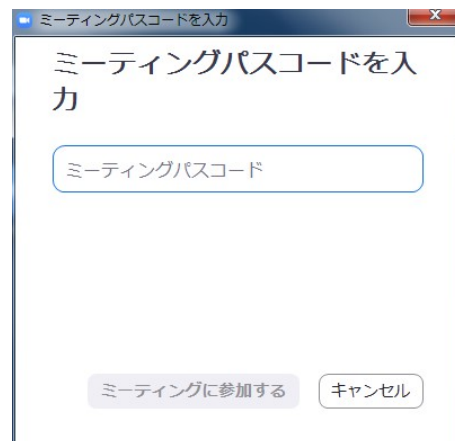 ミーティングパスコードを入力
ミーティングパスコードを入
力
ミーティングパスコード
ミーティングに参加する
キャンセル